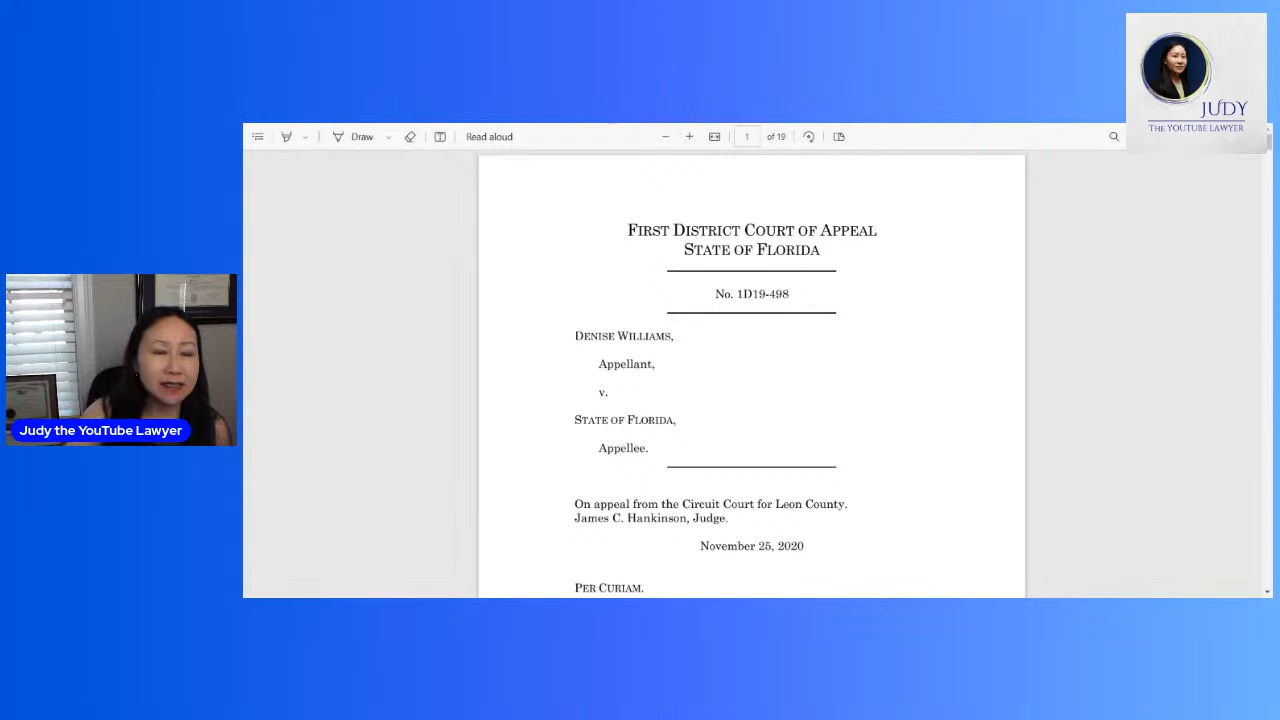 JUDY
THE YOUTUBE LAWYER
Draw
Read aloud
1 of 19
FIRST DISTRICT COURT OF APPEAL
STATE OF FLORIDA
No. 1D19-498
DENISE WILLIAMS,
Appellant,
v.
STATE OF FLORIDA,
Appellee.
On appeal from the Circuit Court for Leon County.
James C. Hankinson, Judge.
November 25, 2020
PER CURIAM.
Judy the YouTube Lawyer